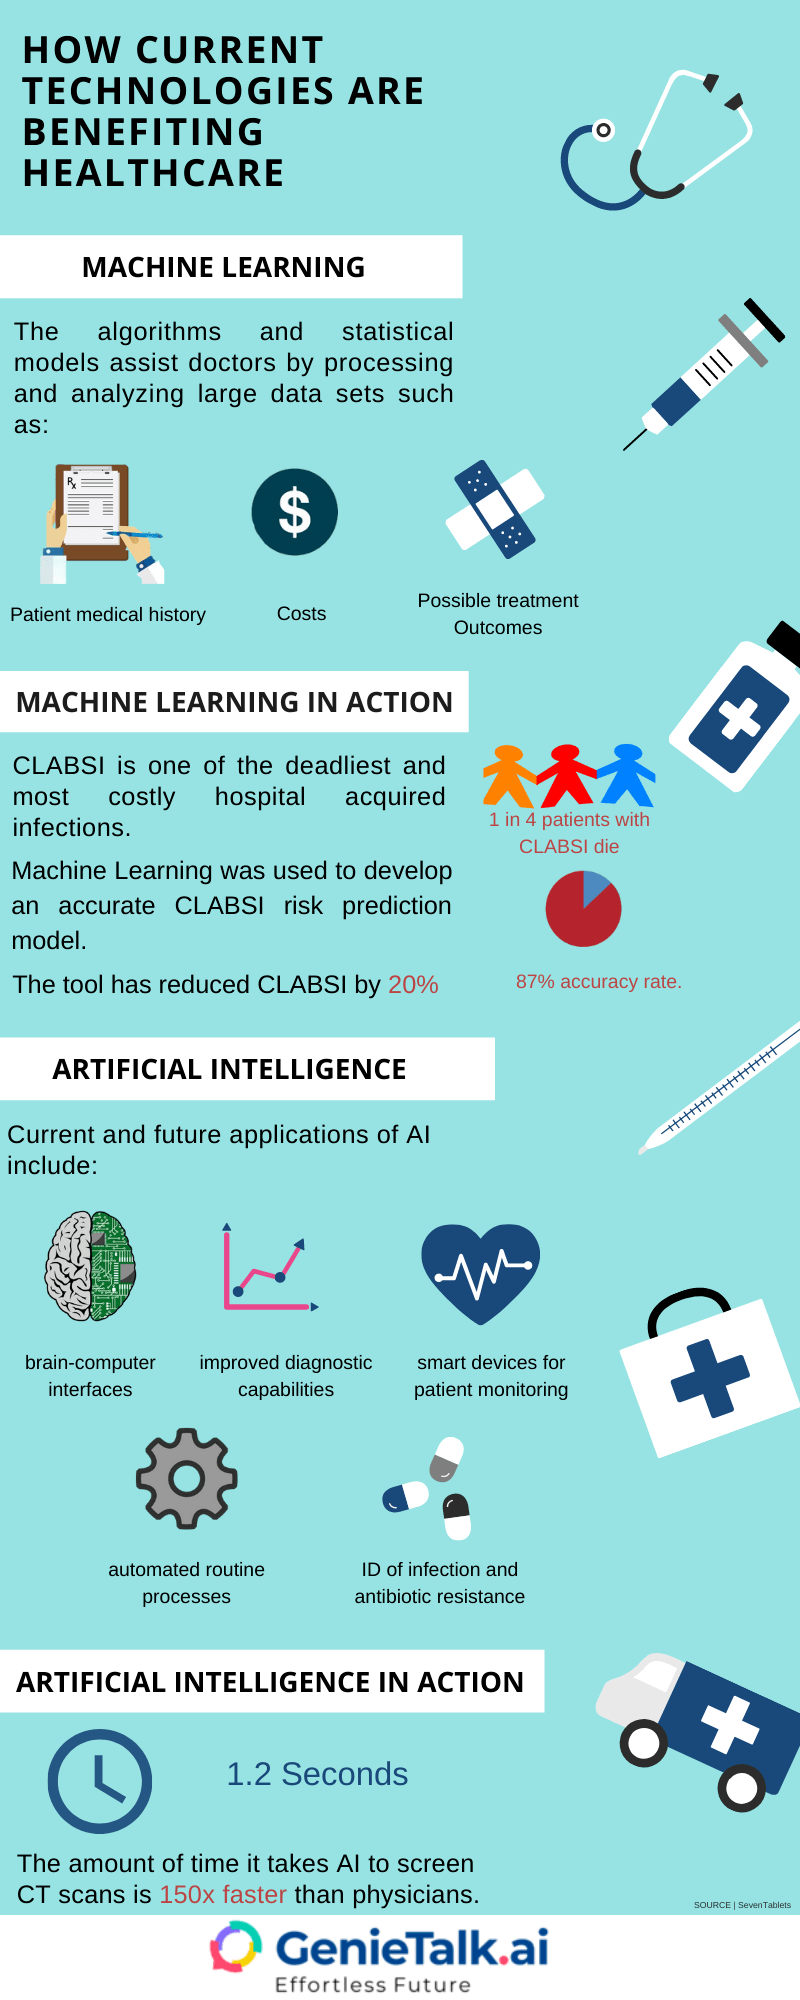 HOW CURRENT
TECHNOLOGIES ARE
BENEFITING
HEALTHCARE
MACHINE LEARNING
The algorithms and statistical
models assist doctors by processing
and analyzing large data sets such
as:
Rx
$
Patient medical history
Costs
Possible treatment
Outcomes
MACHINE LEARNING IN ACTION
CLABSI is one of the deadliest and
most costly hospital acquired
infections.
Machine Learning was used to develop
an accurate CLABSI risk prediction
model.
The tool has reduced CLABSI by 20%
1 in 4 patients with
CLABSI die
87% accuracy rate.
ARTIFICIAL INTELLIGENCE
Current and future applications of AI
include:
brain-computer
interfaces
improved diagnostic
capabilities
smart devices for
patient monitoring
automated routine
processes
ID of infection and
antibiotic resistance
ARTIFICIAL INTELLIGENCE IN ACTION
1.2 Seconds
The amount of time it takes AI to screen
CT scans is 150x faster than physicians.
SOURCE | SevenTablets
GenieTalk.ai
Effortless Future